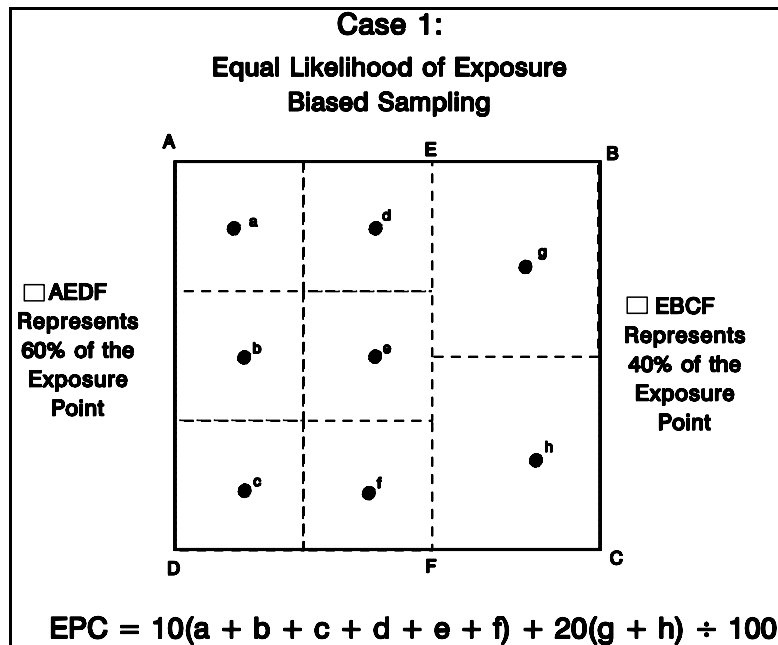 Case 1:
Equal Likelihood of Exposure
Biased Sampling
A
E
B
a
d
g
□ AEDF
Represents
60% of the
Exposure
Point
b
e
□ EBCF
Represents
40% of the
Exposure
Point
c
f
h
D
F
C
EPC = 10(a + b + c + d + e + f) + 20(g + h) ÷ 100